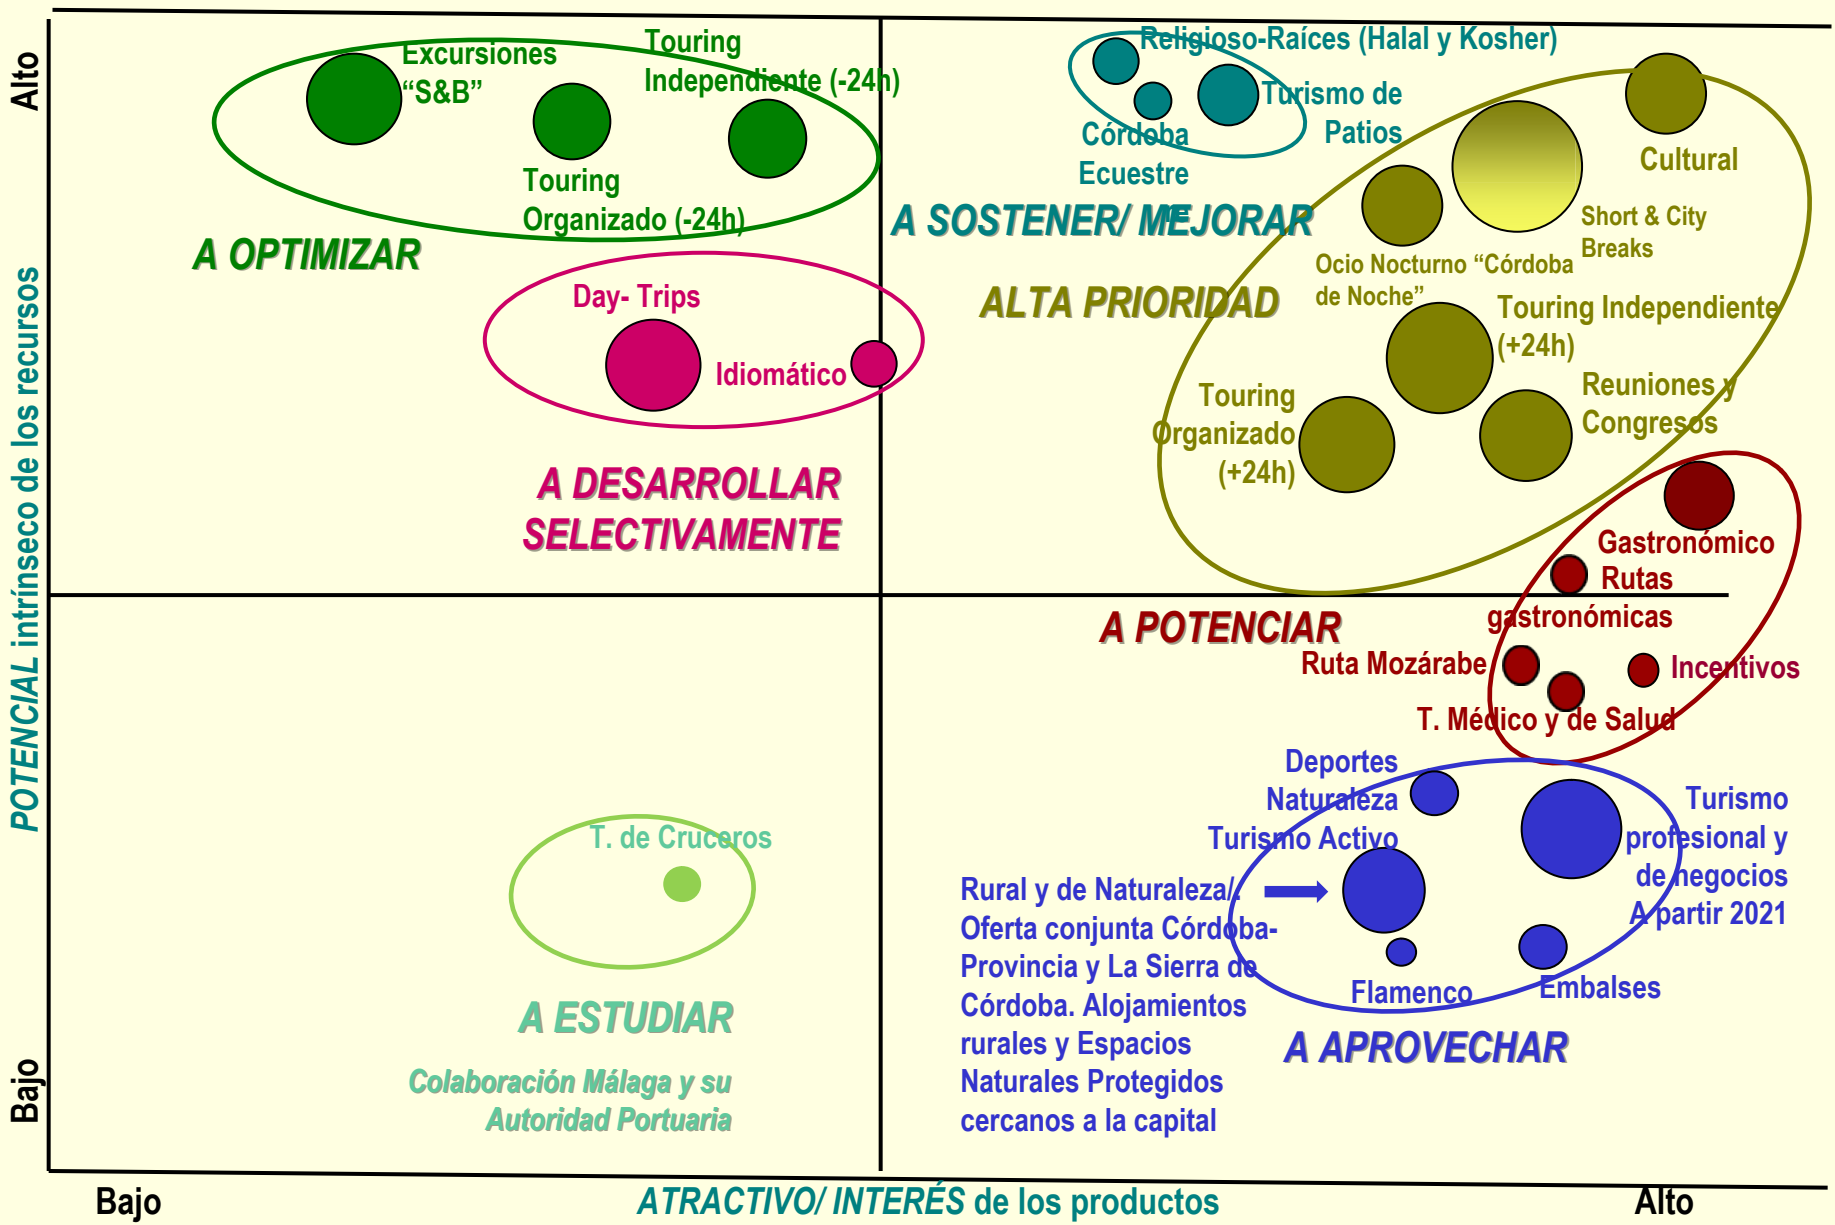 Alto
POTENCIAL intrínseco de los recursos
Bajo
Excursiones
“S&B”
Touring
Independiente (-24h)
Touring
Organizado (-24h)
A OPTIMIZAR
Day- Trips
Idiomático
A DESARROLLAR
SELECTIVAMENTE
Religioso-Raíces (Halal y Kosher)
Turismo de
Patios
Córdoba
Ecuestre
re
A SOSTENER/ MEJORAR
ALTA PRIORIDAD
Cultural
Short & City
Breaks
Ocio Nocturno “Córdoba
de Noche”
Touring Independiente
(+24h)
Reuniones y
Congresos
Touring
Organizado
(+24h)
Gastronómico
Rutas
gastronómicas
A POTENCIAR
Ruta Mozárabe
Incentivos
T. Médico y de Salud
Deportes
Naturaleza
Turismo Activo
Turismo
profesional y
de negocios
A partir 2021
Rural y de Naturaleza/.
Oferta conjunta Córdoba-
Provincia y La Sierra de
Córdoba. Alojamientos
rurales y Espacios
Naturales Protegidos
cercanos a la capital
Flamenco
Embalses
A APROVECHAR
T. de Cruceros
A ESTUDIAR
Colaboración Málaga y su
Autoridad Portuaria
Bajo
ATRACTIVO/ INTERÉS de los productos
Alto